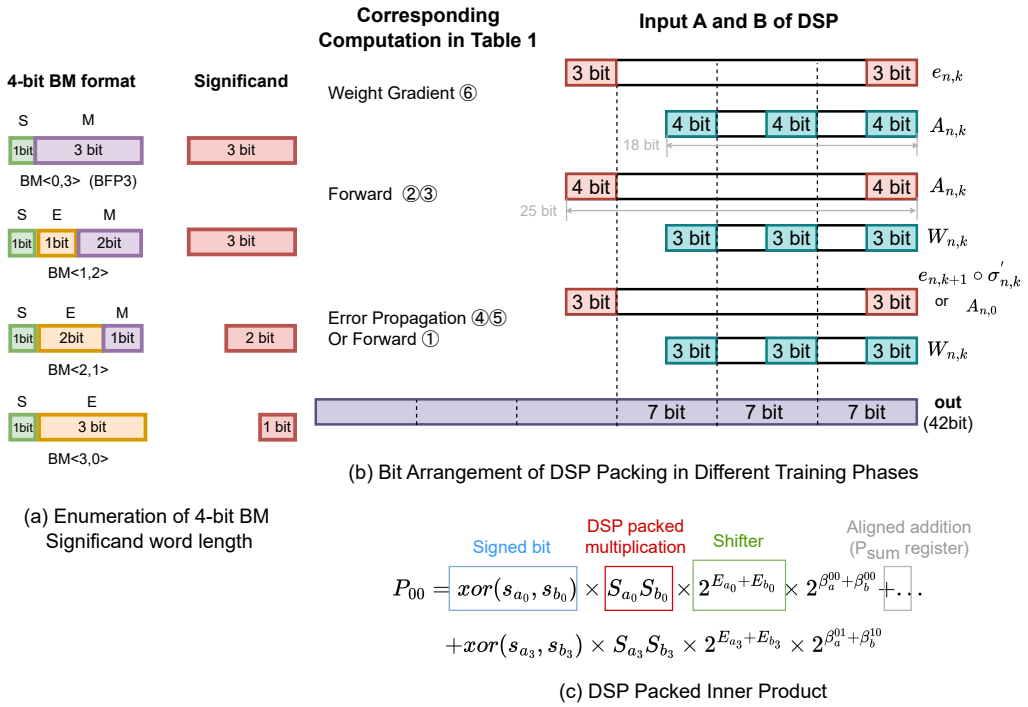 Corresponding
Computation in Table 1
Input A and B of DSP
4-bit BM format
Significand
S M
1bit 3 bit
3 bit
BM<0,3> (BFP3)
S E M
1bit 1bit 2bit
3 bit
BM<1,2>
S E M
1bit 2bit 1bit
2 bit
BM<2,1>
S E
1bit 3 bit
1 bit
BM<3,0>
(a) Enumeration of 4-bit BM
Significand word length
Weight Gradient ⑥
3 bit 3 bit e_{n,k}
4 bit 4 bit 4 bit A_{n,k}
18 bit
Forward ②③
4 bit 4 bit A_{n,k}
25 bit
3 bit 3 bit 3 bit W_{n,k}
Error Propagation ④⑤
Or Forward ①
3 bit 3 bit e_{n,k+1} ∘ σ'_{n,k}
or A_{n,0}
3 bit 3 bit 3 bit W_{n,k}
7 bit 7 bit 7 bit out
(42bit)
(b) Bit Arrangement of DSP Packing in Different Training Phases
Signed bit
DSP packed
multiplication
Shifter
Aligned addition
(P_{sum} register)
P_{00} = xor(s_{a_0}, s_{b_0}) × S_{a_0}S_{b_0} × 2^{E_{a_0}+E_{b_0}} × 2^{β_a^{00}+β_b^{00}} + ...
+xor(s_{a_3}, s_{b_3}) × S_{a_3}S_{b_3} × 2^{E_{a_3}+E_{b_3}} × 2^{β_a^{01}+β_b^{10}}
(c) DSP Packed Inner Product